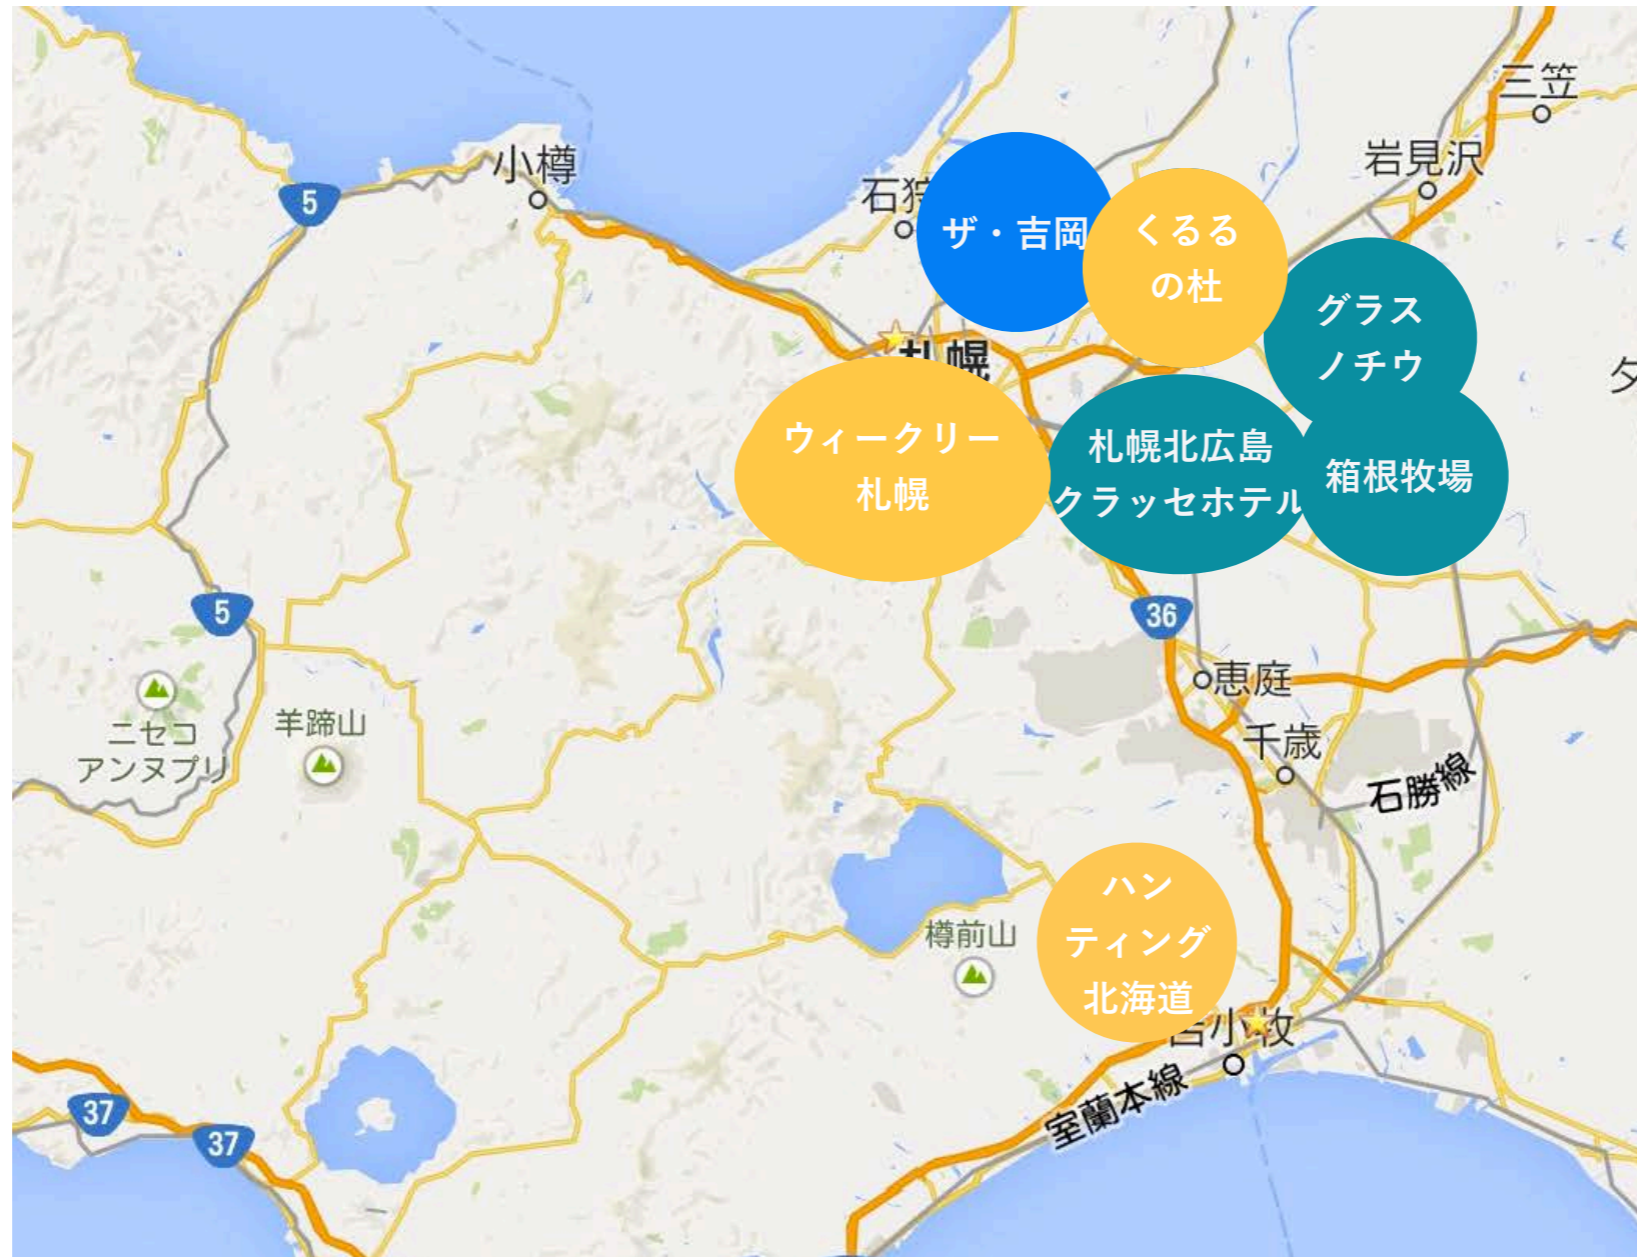 三笠
岩見沢
小樽
5
石狩
ザ・吉岡
くるる
の杜
グラス
ノチウ
札幌
ウィークリー
札幌
札幌北広島
クラッセホテル
箱根牧場
5
36
恵庭
千歳
石勝線
ニセコ
アンヌプリ
羊蹄山
ハン
ティング
北海道
樽前山
苫小牧
室蘭本線
37
37